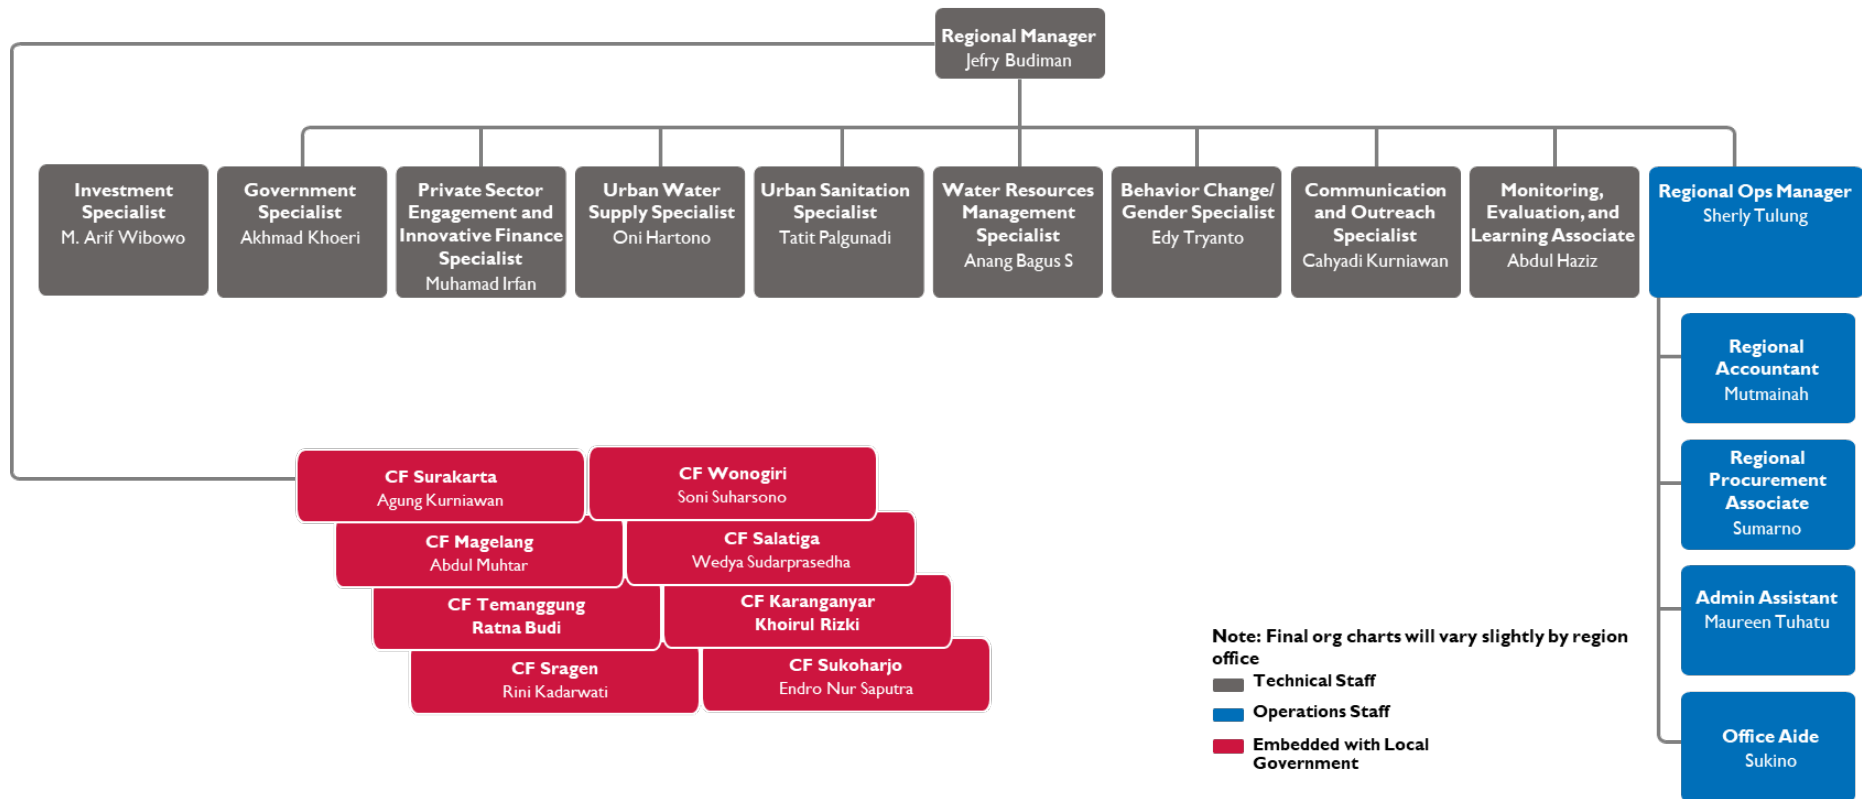 Regional Manager
Jefry Budiman
Investment
Specialist
M. Arif Wibowo
Government
Specialist
Akhmad Khoeri
Private Sector
Engagement and
Innovative Finance
Specialist
Muhamad Irfan
Urban Water
Supply Specialist
Oni Hartono
Urban Sanitation
Specialist
Tatit Palgunadi
Water Resources
Management
Specialist
Anang Bagus S
Behavior Change/
Gender Specialist
Edy Tryanto
Communication
and Outreach
Specialist
Cahyadi Kurniawan
Monitoring,
Evaluation, and
Learning Associate
Abdul Haziz
Regional Ops Manager
Sherly Tulung
Regional
Accountant
Mutmainah
Regional
Procurement
Associate
Sumarno
Admin Assistant
Maureen Tuhatu
Office Aide
Sukino
CF Surakarta
Agung Kurniawan
CF Wonogiri
Soni Suharsono
CF Magelang
Abdul Muhtar
CF Salatiga
Wedya Sudarprasedha
CF Temanggung
Ratna Budi
CF Karanganyar
Khoirul Rizki
CF Sragen
Rini Kadarwati
CF Sukoharjo
Endro Nur Saputra
Note: Final org charts will vary slightly by region
office
Technical Staff
Operations Staff
Embedded with Local
Government